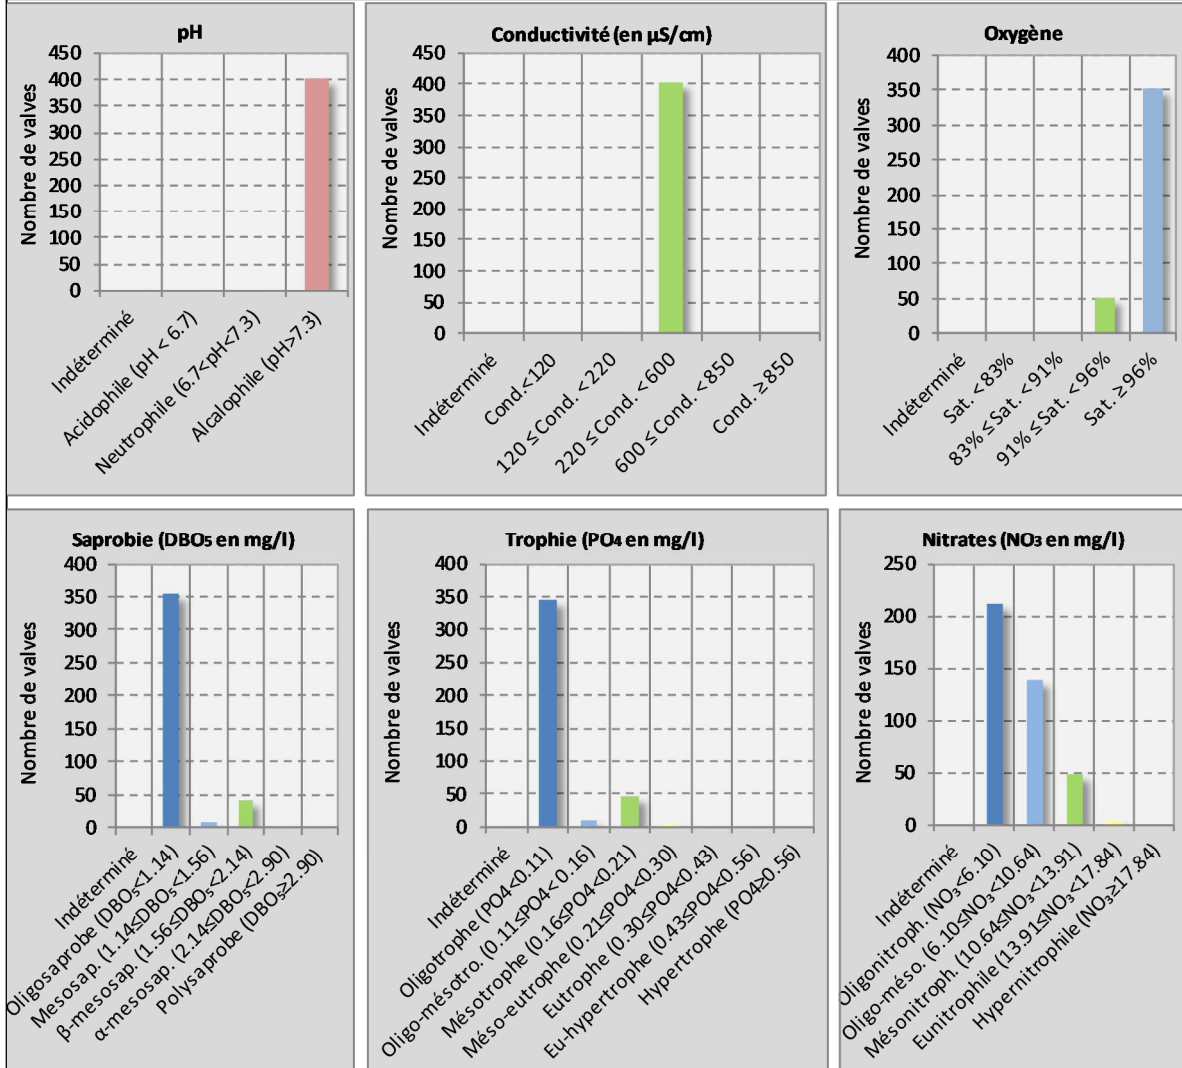 pH
Nombre de valves
450
400
350
300
250
200
150
100
50
0
Indéterminé
Acidophile (pH < 6.7)
Neutrophile (6.7<pH<7.3)
Alcalophile (pH>7.3)
Conductivité (en µS/cm)
Nombre de valves
450
400
350
300
250
200
150
100
50
0
Indéterminé
Cond.<120
120 ≤ Cond. < 220
220 ≤ Cond. < 600
600 ≤ Cond. < 850
Cond. ≥ 850
Oxygène
Nombre de valves
400
350
300
250
200
150
100
50
0
Indéterminé
Sat. < 83%
83% ≤ Sat. < 91%
91% ≤ Sat. < 96%
Sat. ≥ 96%
Saprobie (DBO₅ en mg/l)
Nombre de valves
400
350
300
250
200
150
100
50
0
Indéterminé
Oligosaprobe (DBO₅<1.14)
Mesosap. (1.14≤DBO₅<1.56)
β-mesosap. (1.56≤DBO₅<2.14)
α-mesosap. (2.14≤DBO₅<2.90)
Polysaprobe (DBO₅≥2.90)
Trophie (PO₄ en mg/l)
Nombre de valves
400
350
300
250
200
150
100
50
0
Indéterminé
Oligotrophe (PO4<0.11)
Oligo-mésotro. (0.11≤PO4< 0.16)
Mésotrophe (0.16≤PO4<0.21)
Méso-eutrophe (0.21≤PO4<0.30)
Eutrophe (0.30≤PO4<0.43)
Eu-hypertrophe (0.43≤PO4<0.56)
Hypertrophe (PO4≥0.56)
Nitrates (NO₃ en mg/l)
Nombre de valves
250
200
150
100
50
0
Indéterminé
Oligonitroph. (NO₃<6.10)
Oligo-méso. (6.10≤NO₃<10.64)
Mésonitroph. (10.64≤NO₃<13.91)
Eunitrophile (13.91≤NO₃<17.84)
Hypernitrophile (NO₃≥17.84)